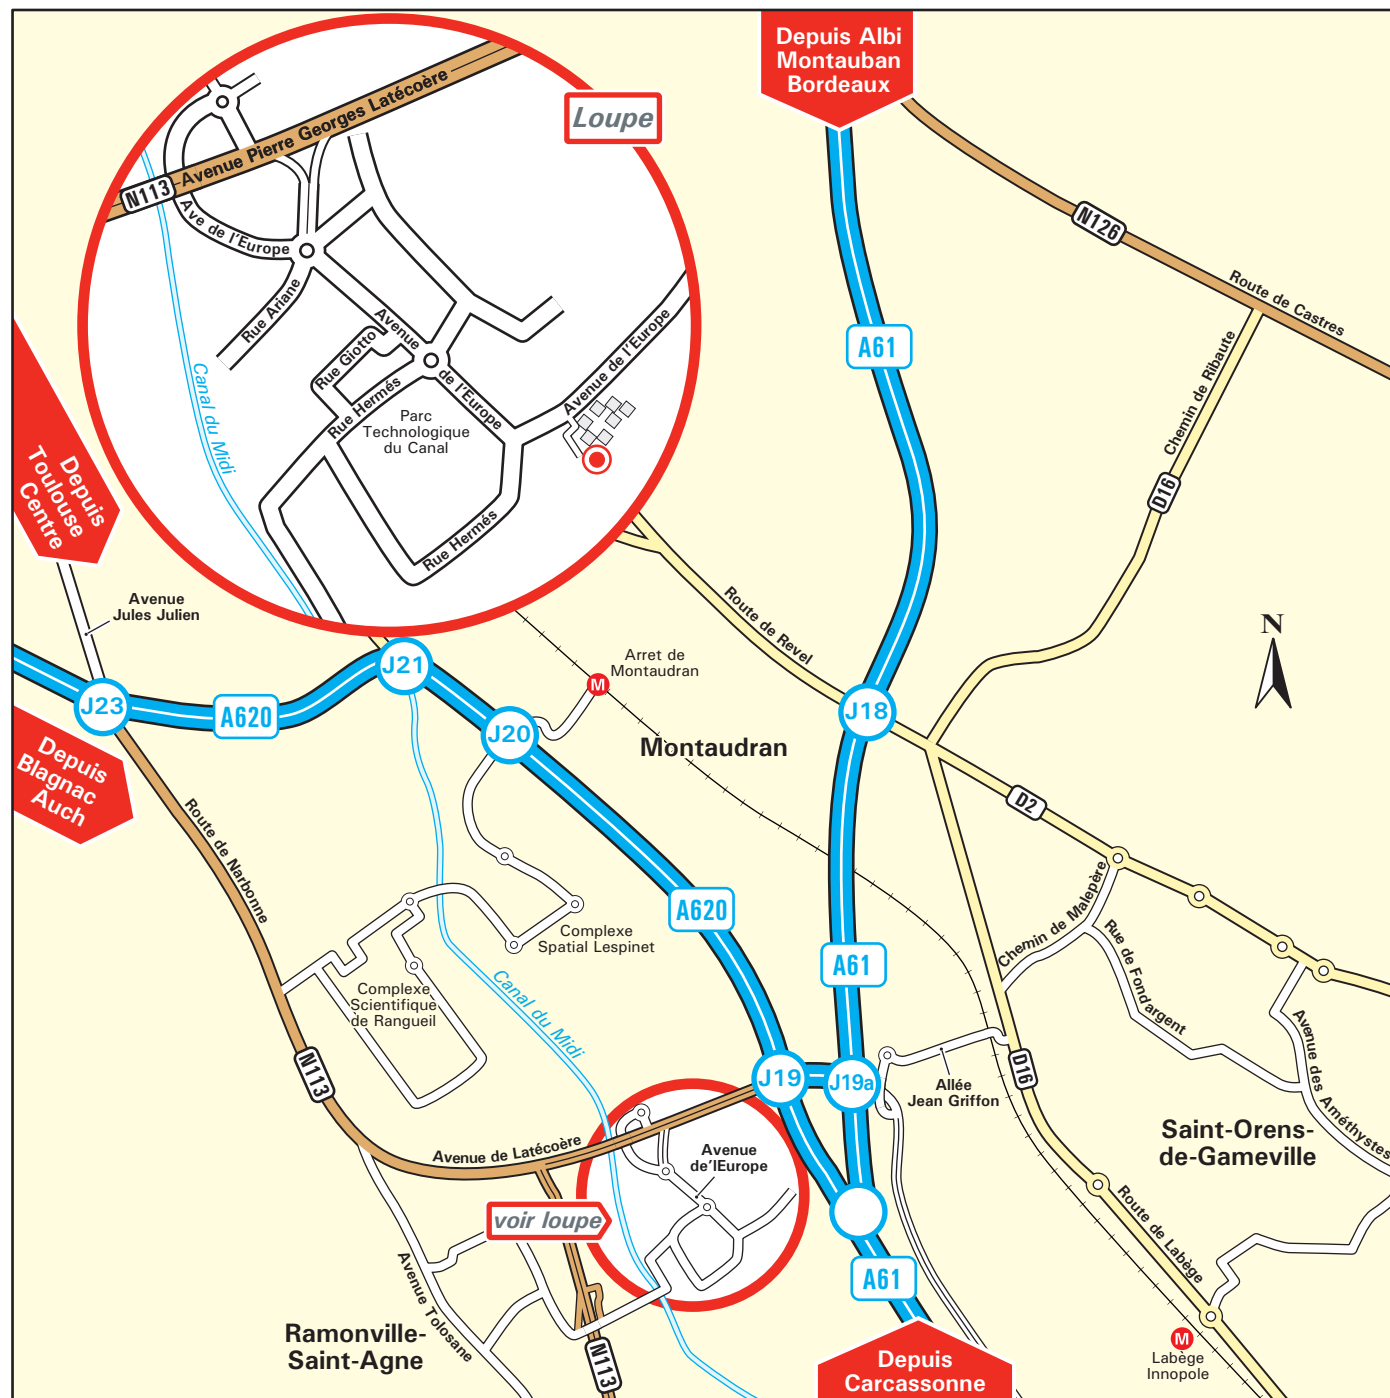 Depuis Albi
Montauban
Bordeaux
Loupe
Avenue Pierre Georges Latécoère
N113
Ave de l'Europe
Rue Ariane
Avenue
de l'Europe
Rue Giotto
Rue Hermés
Parc
Technologique
du Canal
Avenue de l'Europe
Rue Hermés
Canal du Midi
N126
Route de Castres
A61
Chemin de Ribaute
D16
Depuis
Toulouse
Centre
Avenue
Jules Julien
Route de Revel
N
Arret de
Montaudran
M
J21
J23
A620
J20
J18
Montaudran
Depuis
Blagnac
Auch
D2
Route de Narbonne
A620
Chemin de Malepère
Rue de Fondargent
Complexe
Spatial Lespinet
A61
Complexe
Scientifique
de Rangueil
Canal du Midi
Avenue des Améthystes
N113
J19
J19a
D16
Allée
Jean Griffon
Saint-Orens-
de-Gameville
Avenue de Latécoère
Avenue
de'lEurope
voir loupe
Route de Labège
A61
Avenue Tolosane
Ramonville-
Saint-Agne
N113
M
Labège
Innopole
Depuis
Carcassonne